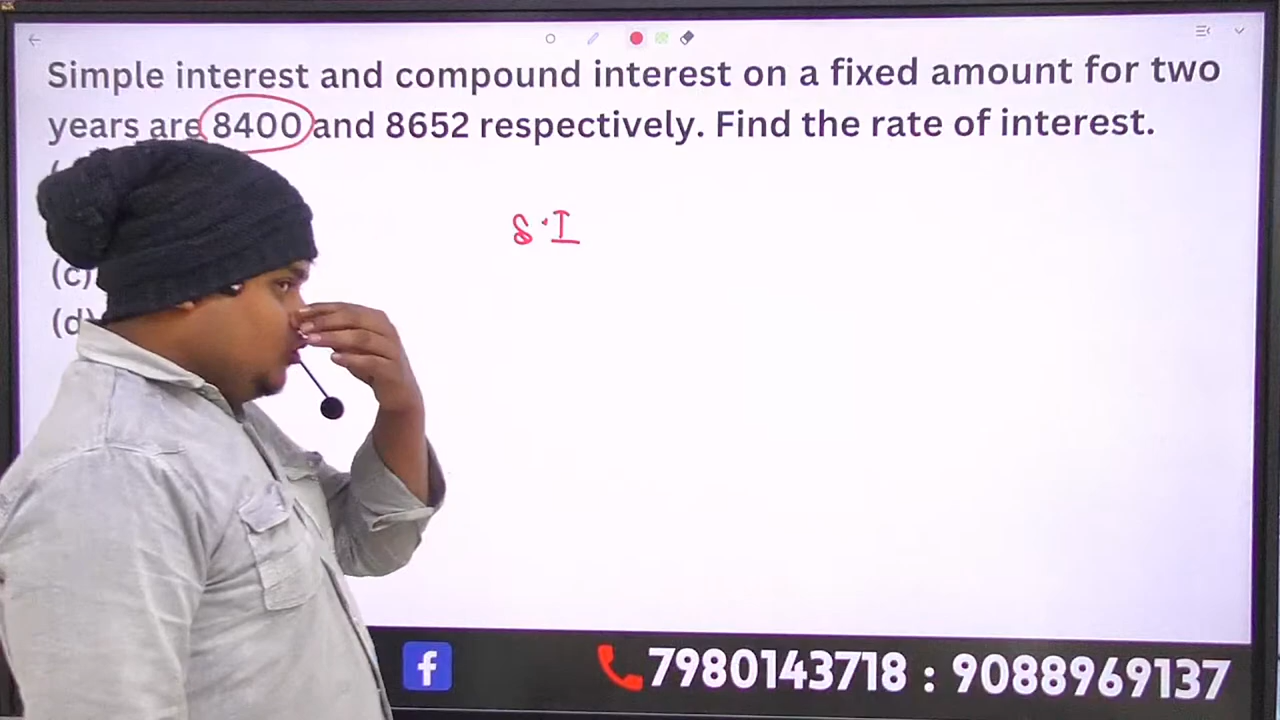 Simple interest and compound interest on a fixed amount for two
years are 8400 and 8652 respectively. Find the rate of interest.
S.I
(c)
(d)
f
7980143718 : 9088969137